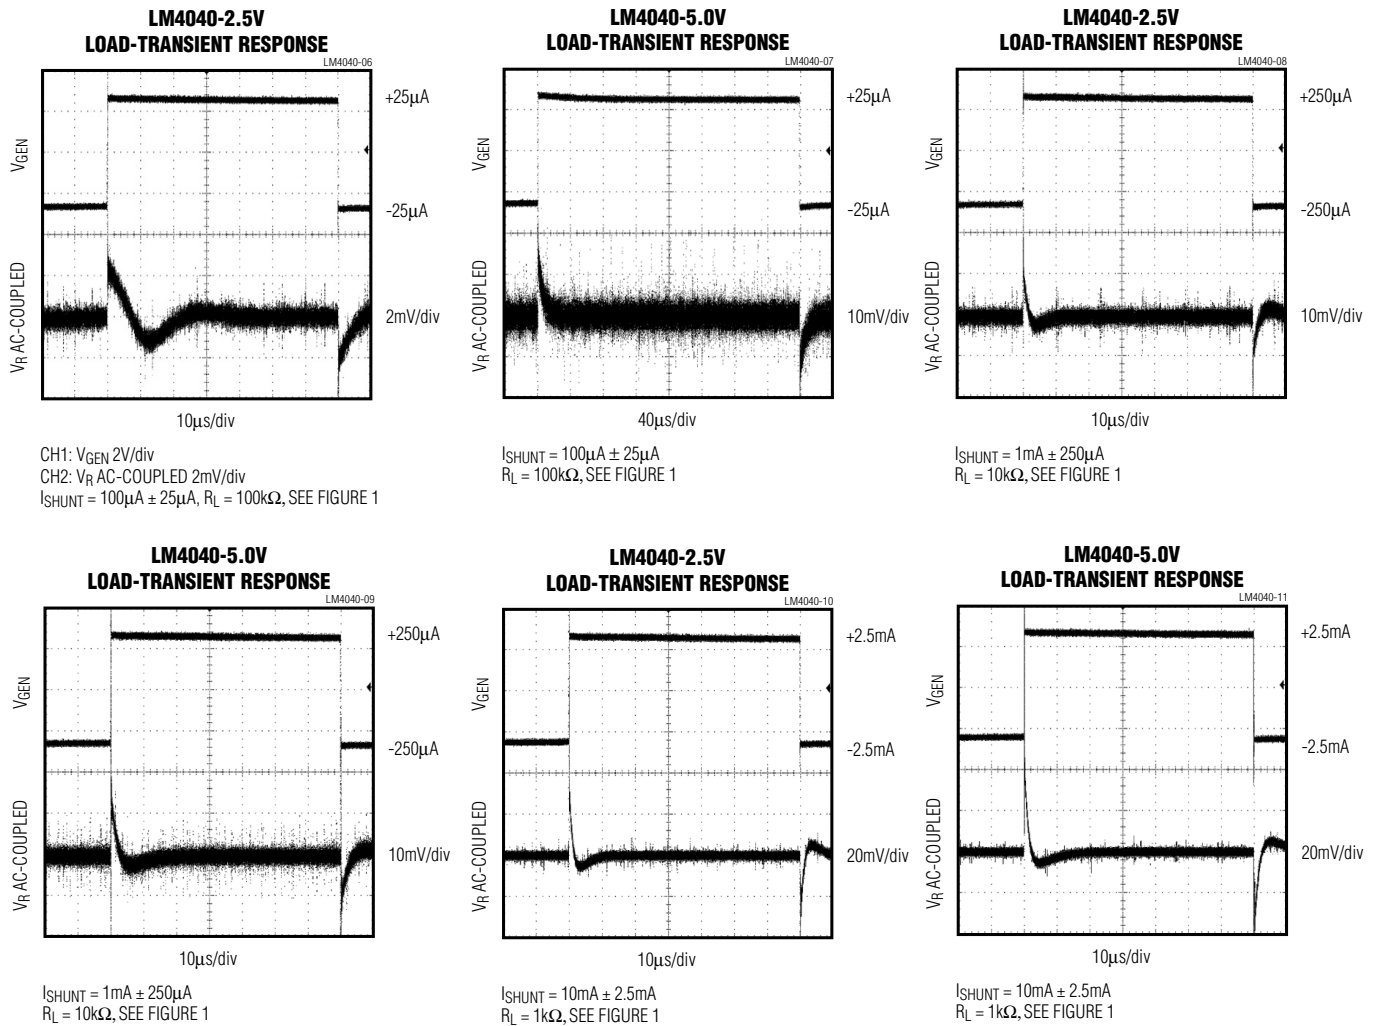 LM4040-2.5V
LOAD-TRANSIENT RESPONSE
LM4040-06
VGEN
+25µA
-25µA
VR AC-COUPLED
2mV/div
10µs/div
CH1: VGEN 2V/div
CH2: VR AC-COUPLED 2mV/div
ISHUNT = 100µA ± 25µA, RL = 100kΩ, SEE FIGURE 1
LM4040-5.0V
LOAD-TRANSIENT RESPONSE
LM4040-07
VGEN
+25µA
-25µA
VR AC-COUPLED
10mV/div
40µs/div
ISHUNT = 100µA ± 25µA
RL = 100kΩ, SEE FIGURE 1
LM4040-2.5V
LOAD-TRANSIENT RESPONSE
LM4040-08
VGEN
+250µA
-250µA
VR AC-COUPLED
10mV/div
10µs/div
ISHUNT = 1mA ± 250µA
RL = 10kΩ, SEE FIGURE 1
LM4040-5.0V
LOAD-TRANSIENT RESPONSE
LM4040-09
VGEN
+250µA
-250µA
VR AC-COUPLED
10mV/div
10µs/div
ISHUNT = 1mA ± 250µA
RL = 10kΩ, SEE FIGURE 1
LM4040-2.5V
LOAD-TRANSIENT RESPONSE
LM4040-10
VGEN
+2.5mA
-2.5mA
VR AC-COUPLED
20mV/div
10µs/div
ISHUNT = 10mA ± 2.5mA
RL = 1kΩ, SEE FIGURE 1
LM4040-5.0V
LOAD-TRANSIENT RESPONSE
LM4040-11
VGEN
+2.5mA
-2.5mA
VR AC-COUPLED
20mV/div
10µs/div
ISHUNT = 10mA ± 2.5mA
RL = 1kΩ, SEE FIGURE 1